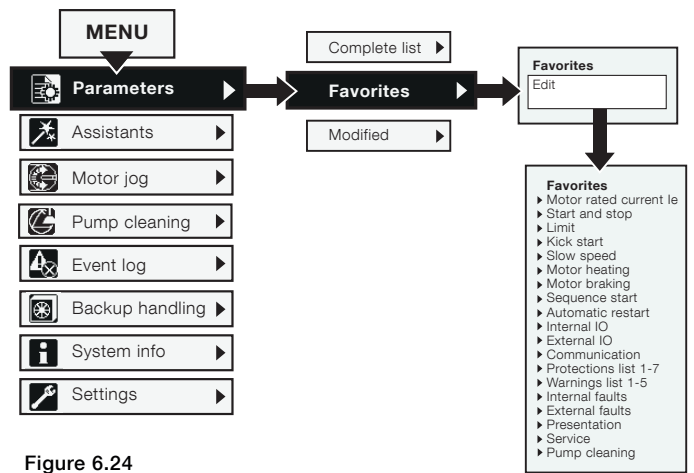 MENU
Parameters
Assistants
Motor jog
Pump cleaning
Event log
Backup handling
System info
Settings
Complete list
Favorites
Modified
Favorites
Edit
Favorites
Motor rated current Ie
Start and stop
Limit
Kick start
Slow speed
Motor heating
Motor braking
Sequence start
Automatic restart
Internal IO
External IO
Communication
Protections list 1-7
Warnings list 1-5
Internal faults
External faults
Presentation
Service
Pump cleaning
Figure 6.24